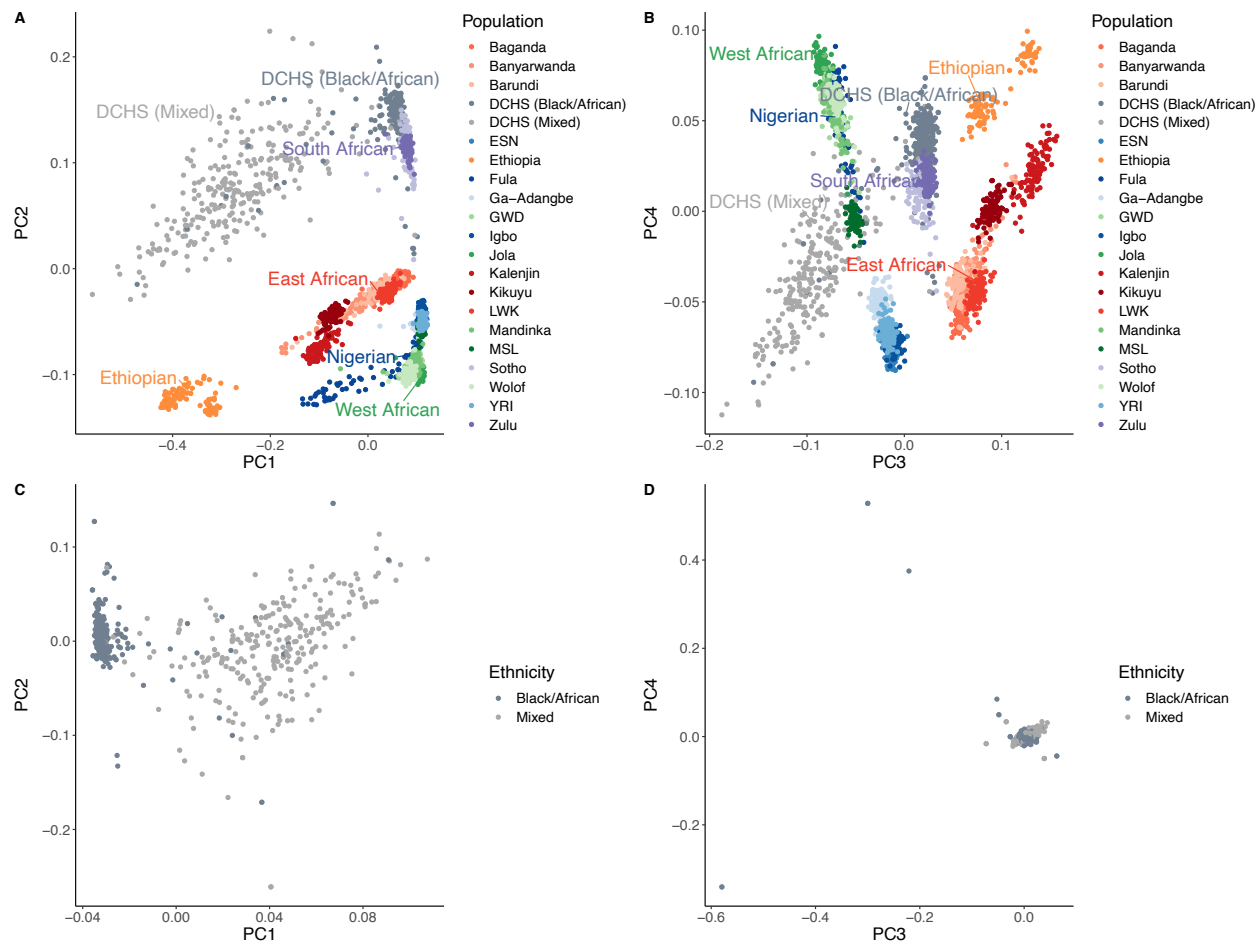 A
0.2
0.1
0.0
−0.1
−0.4
−0.2
0.0
PC1
PC2
DCHS (Black/African)
DCHS (Mixed)
South African
East African
Nigerian
Ethiopian
West African
Population
Baganda
Banyarwanda
Barundi
DCHS (Black/African)
DCHS (Mixed)
ESN
Ethiopia
Fula
Ga−Adangbe
GWD
Igbo
Jola
Kalenjin
Kikuyu
LWK
Mandinka
MSL
Sotho
Wolof
YRI
Zulu
B
0.10
0.05
0.00
−0.05
−0.10
−0.2
−0.1
0.0
0.1
PC3
PC4
West African
Ethiopian
DCHS (Black/African)
Nigerian
South African
DCHS (Mixed)
East African
Population
Baganda
Banyarwanda
Barundi
DCHS (Black/African)
DCHS (Mixed)
ESN
Ethiopia
Fula
Ga−Adangbe
GWD
Igbo
Jola
Kalenjin
Kikuyu
LWK
Mandinka
MSL
Sotho
Wolof
YRI
Zulu
C
0.1
0.0
−0.1
−0.2
−0.04
0.00
0.04
0.08
PC1
PC2
Ethnicity
Black/African
Mixed
D
0.4
0.2
0.0
−0.2
−0.6
−0.4
−0.2
0.0
PC3
PC4
Ethnicity
Black/African
Mixed